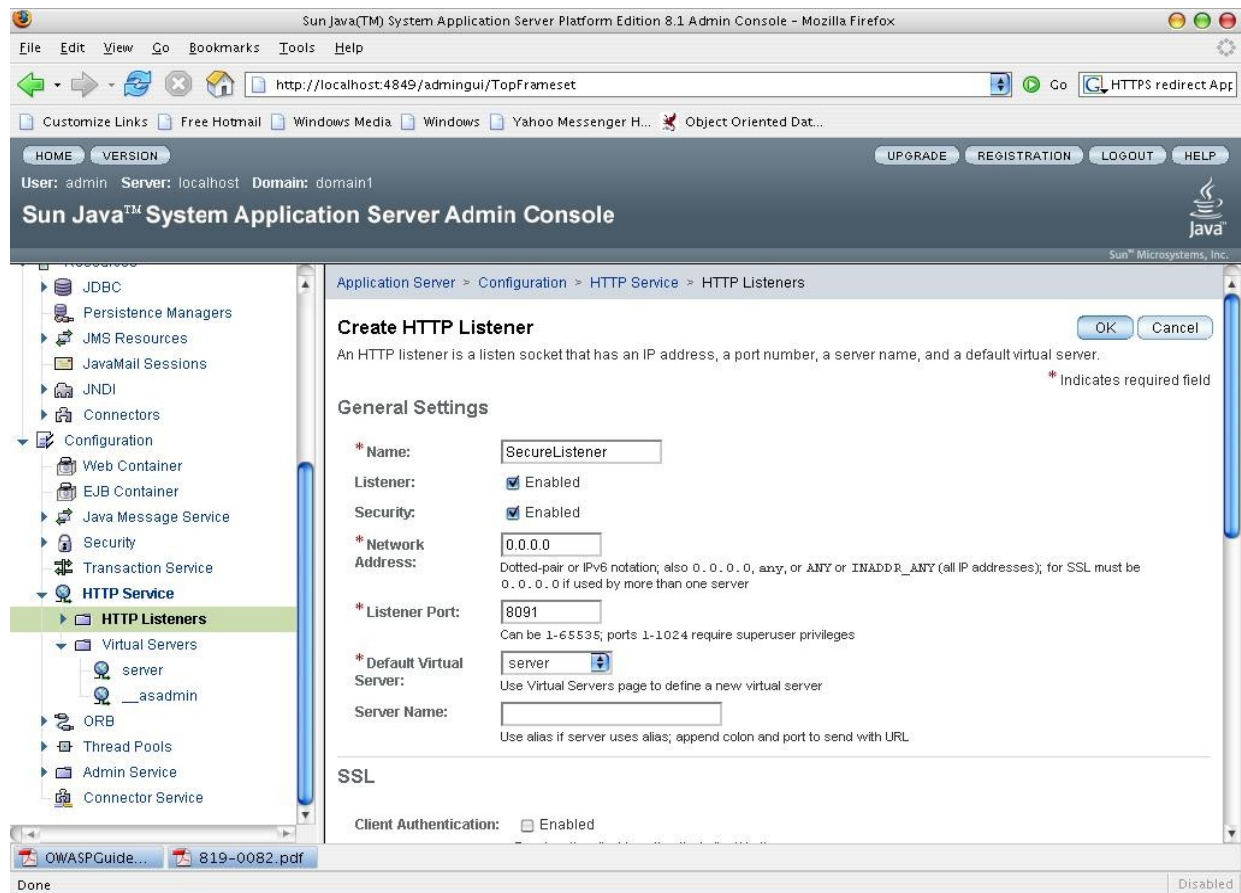 Sun Java(TM) System Application Server Platform Edition 8.1 Admin Console - Mozilla Firefox
File Edit View Go Bookmarks Tools Help
http://localhost:4849/admingui/TopFrameset Go HTTPS redirect App
Customize Links Free Hotmail Windows Media Windows Yahoo Messenger H... Object Oriented Dat...
HOME VERSION UPGRADE REGISTRATION LOGOUT HELP
User: admin Server: localhost Domain: domain1
Sun Java™ System Application Server Admin Console
Java™
Sun™ Microsystems, Inc.
Resources
JDBC
Persistence Managers
JMS Resources
JavaMail Sessions
JNDI
Connectors
Configuration
Web Container
EJB Container
Java Message Service
Security
Transaction Service
HTTP Service
HTTP Listeners
Virtual Servers
server
__asadmin
ORB
Thread Pools
Admin Service
Connector Service
Application Server > Configuration > HTTP Service > HTTP Listeners
Create HTTP Listener OK Cancel
An HTTP listener is a listen socket that has an IP address, a port number, a server name, and a default virtual server.
* Indicates required field
General Settings
* Name: SecureListener
Listener: Enabled
Security: Enabled
* Network Address: 0.0.0.0
Dotted-pair or IPv6 notation; also 0.0.0.0, any, or ANY or INADDR_ANY (all IP addresses); for SSL must be
0.0.0.0 if used by more than one server
* Listener Port: 8091
Can be 1-65535; ports 1-1024 require superuser privileges
* Default Virtual Server: server
Use Virtual Servers page to define a new virtual server
Server Name:
Use alias if server uses alias; append colon and port to send with URL
SSL
Client Authentication: Enabled
OWASPGuide... 819-0082.pdf
Done Disabled